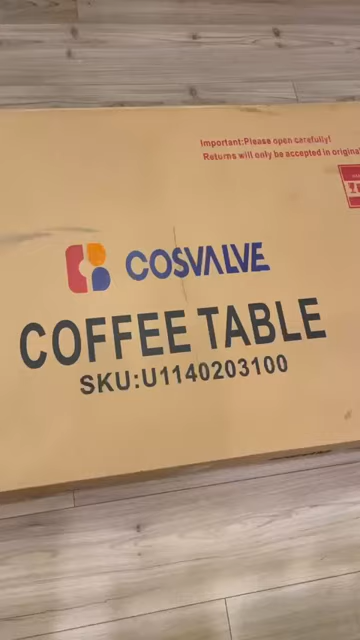 Important:Please open carefully!
Returns will only be accepted in original
COSVALVE
COFFEE TABLE
SKU:U1140203100